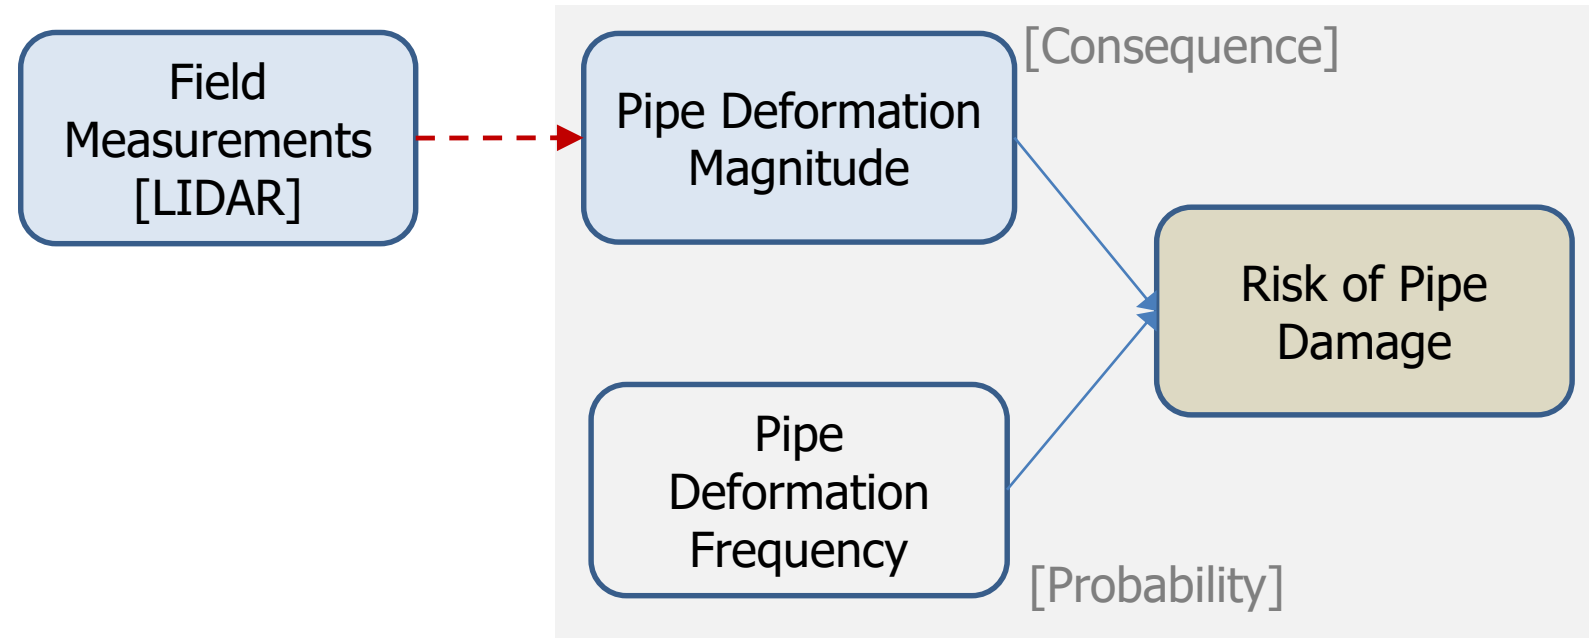 Field
Measurements
[LIDAR]
Pipe Deformation
Magnitude
[Consequence]
Risk of Pipe
Damage
Pipe
Deformation
Frequency
[Probability]